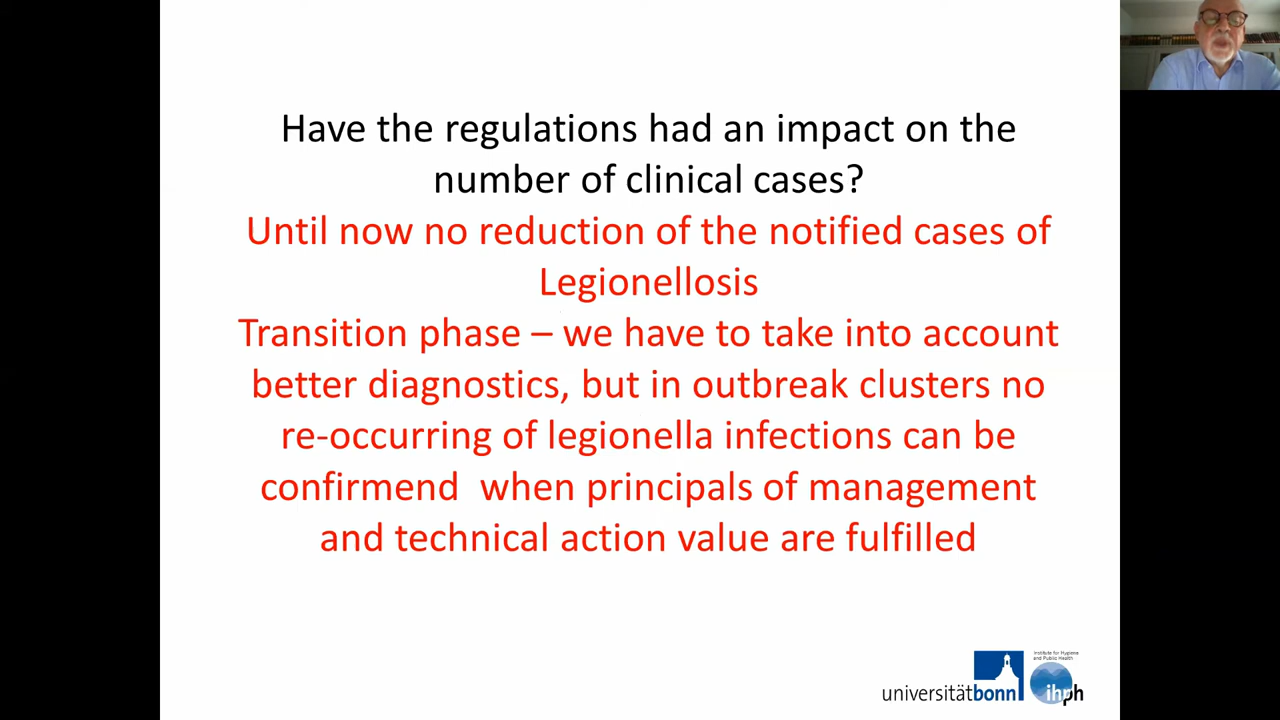 Have the regulations had an impact on the
number of clinical cases?
Until now no reduction of the notified cases of
Legionellosis
Transition phase – we have to take into account
better diagnostics, but in outbreak clusters no
re-occurring of legionella infections can be
confirmend when principals of management
and technical action value are fulfilled
Institute for Hygiene
and Public Health
universitätbonn
ihph